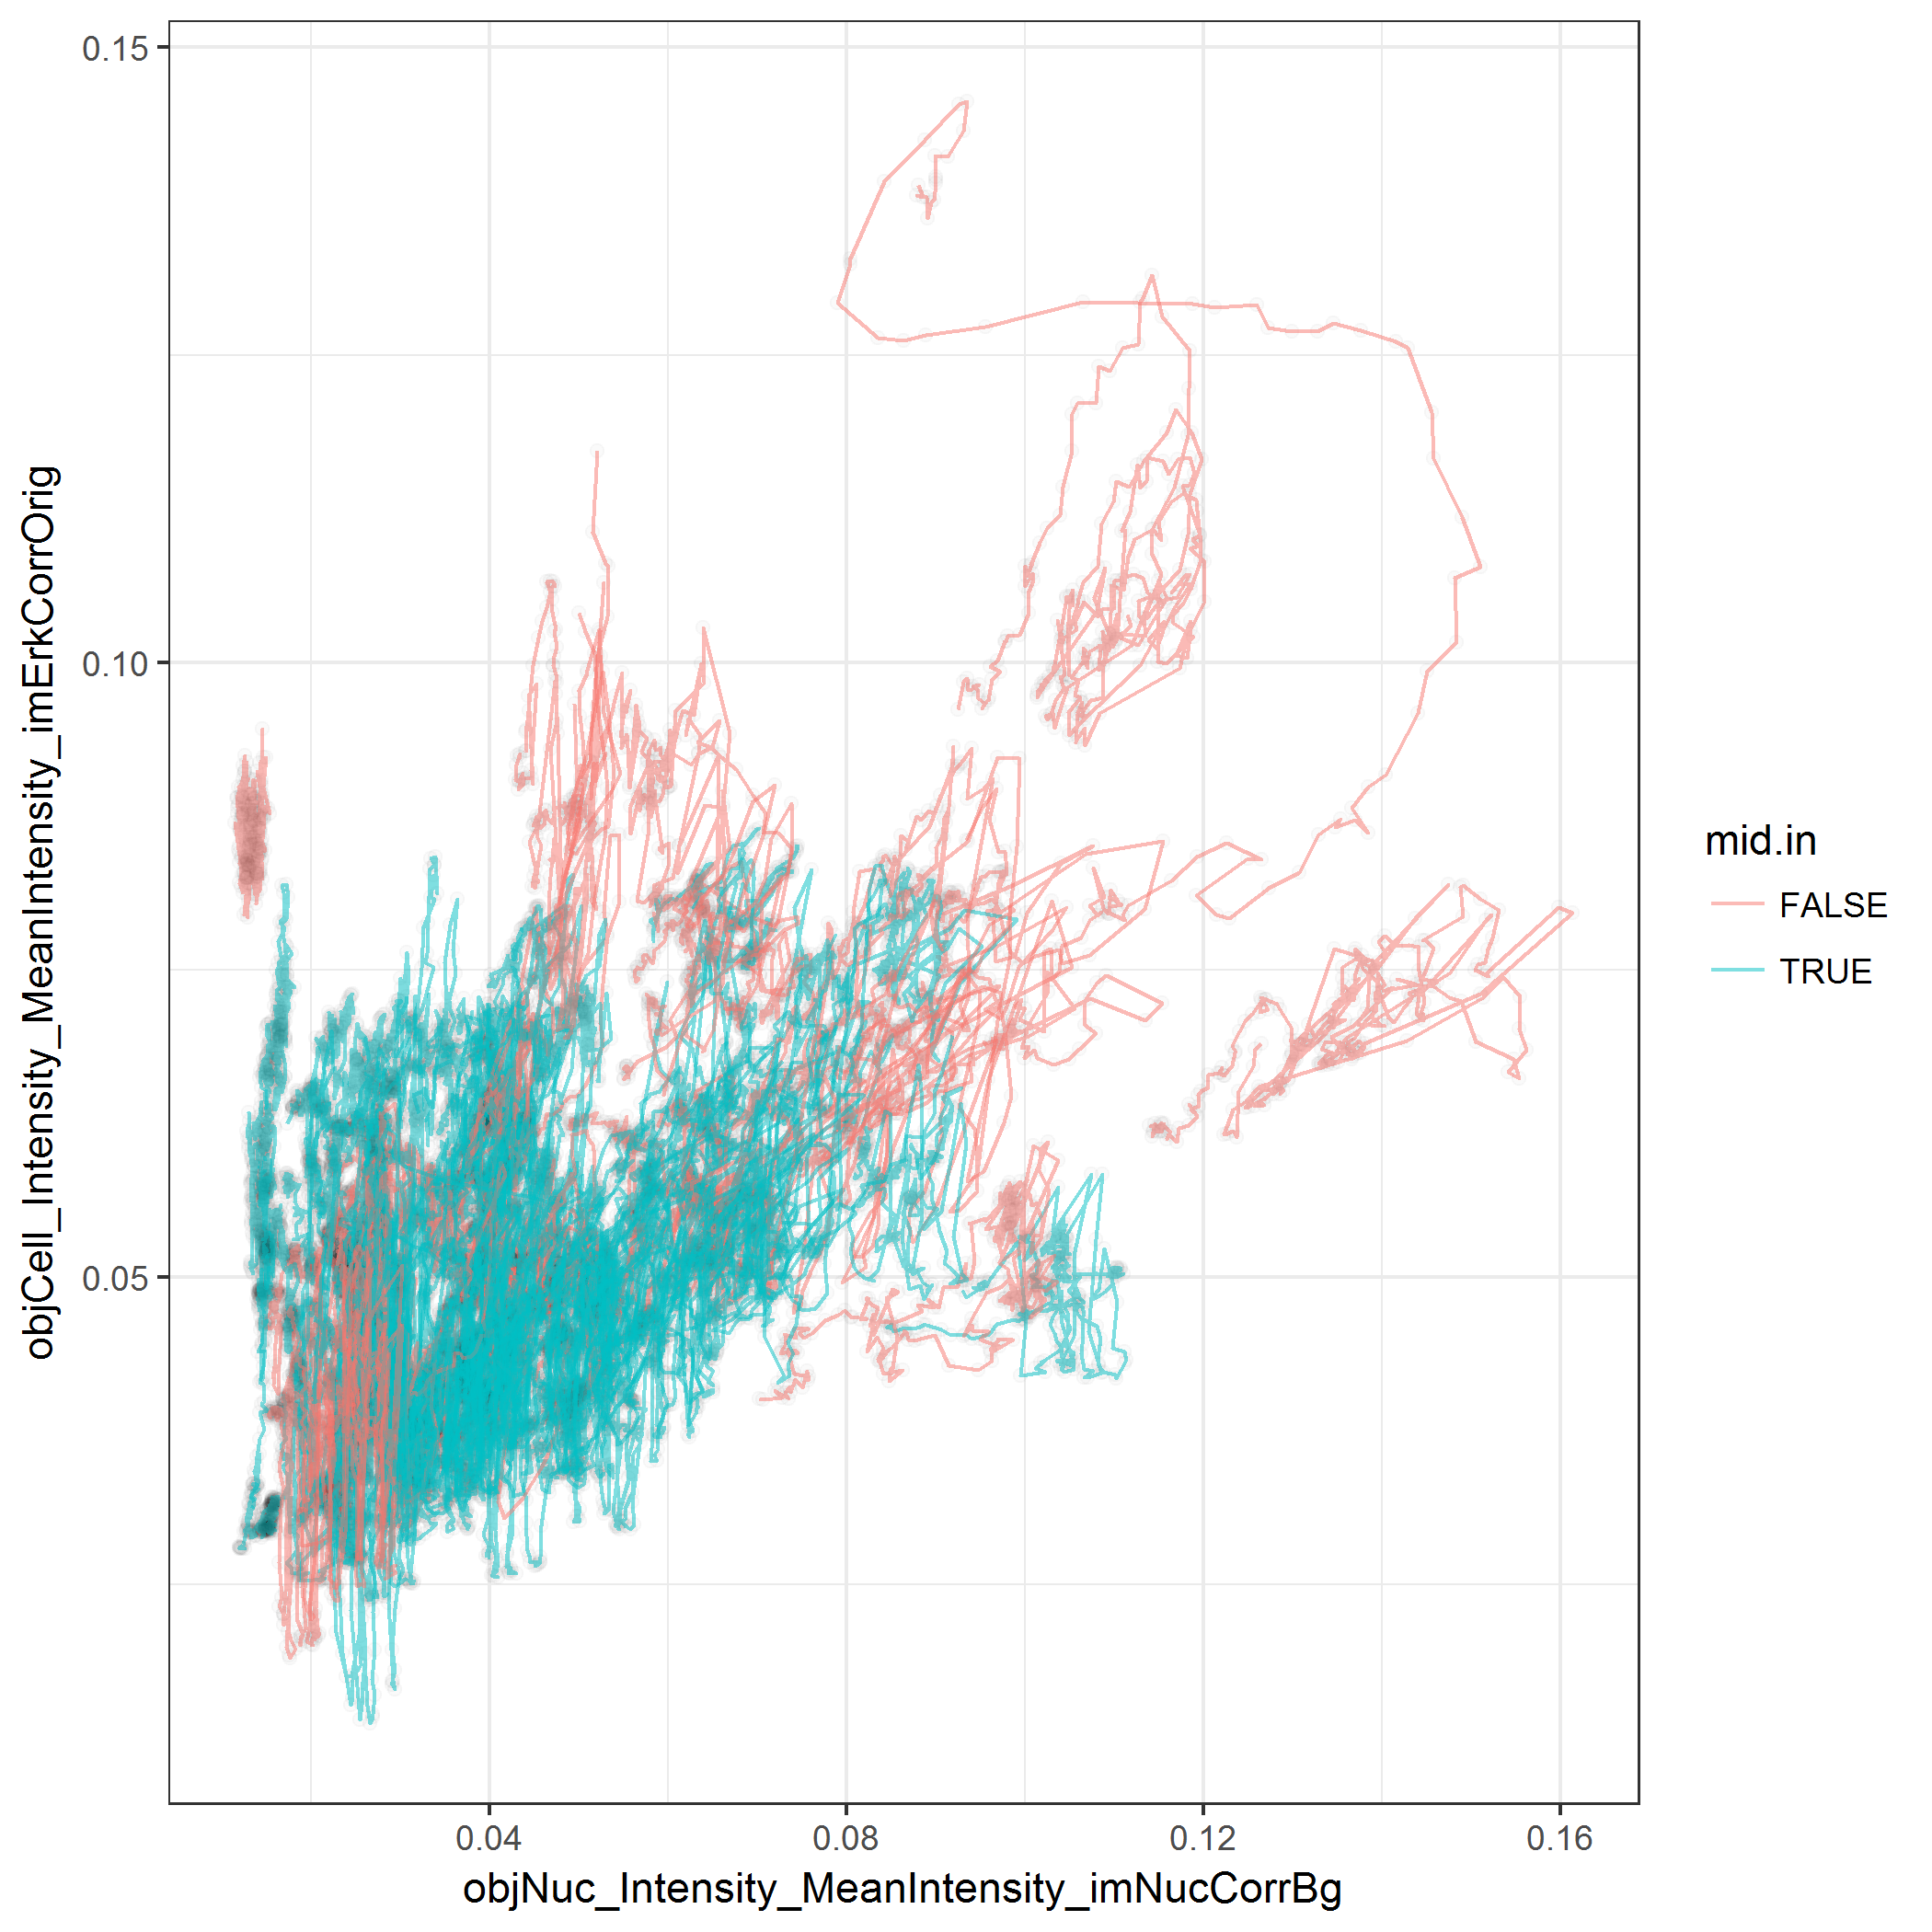 0.15
0.10
0.05
objCell_Intensity_MeanIntensity_imErkCorrOrig
0.04
0.08
0.12
0.16
objNuc_Intensity_MeanIntensity_imNucCorrBg
mid.in
FALSE
TRUE